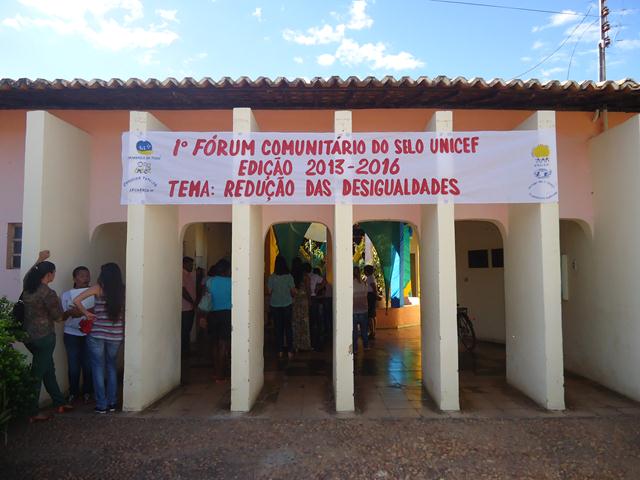 1º FÓRUM COMUNITÁRIO DO SELO UNICEF
EDIÇÃO 2013-2016
TEMA: REDUÇÃO DAS DESIGUALDADES